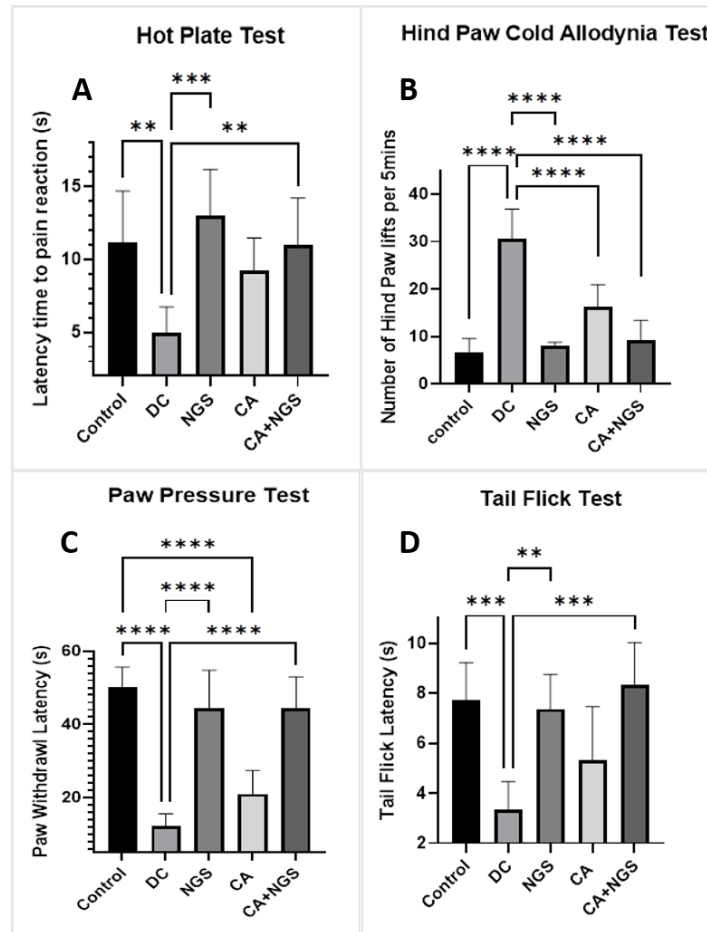 Hot Plate Test
A
***
**
**
Latency time to pain reaction (s)
15
10
5
Control
DC
NGS
CA
CA+NGS
Hind Paw Cold Allodynia Test
B
****
****
****
****
Number of Hind Paw lifts per 5mins
40
30
20
10
0
control
DC
NGS
CA
CA+NGS
Paw Pressure Test
C
****
****
****
****
Paw Withdrawl Latency (s)
60
40
20
Control
DC
NGS
CA
CA+NGS
Tail Flick Test
D
**
***
***
Tail Flick Latency (s)
10
8
6
4
2
Control
DC
NGS
CA
CA+NGS